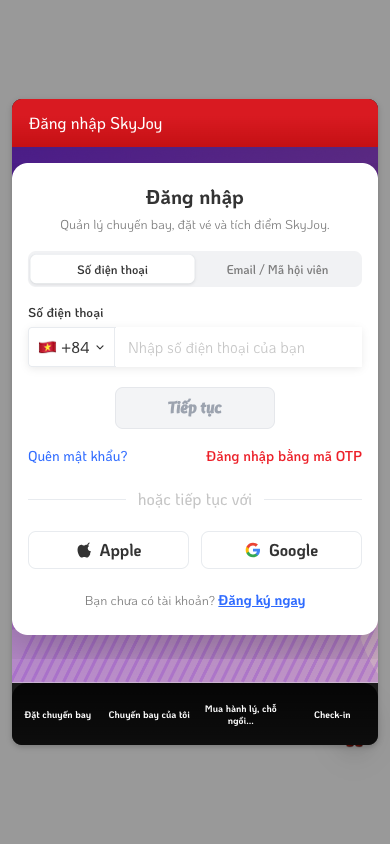 Đăng nhập SkyJoy
Đăng nhập
Quản lý chuyến bay, đặt vé và tích điểm SkyJoy.
Số điện thoại
Email / Mã hội viên
Số điện thoại
+84
Nhập số điện thoại của bạn
Tiếp tục
Quên mật khẩu?
Đăng nhập bằng mã OTP
hoặc tiếp tục với
Apple
Google
Bạn chưa có tài khoản? Đăng ký ngay
Đặt chuyến bay
Chuyến bay của tôi
Mua hành lý, chỗ
ngồi...
Check-in